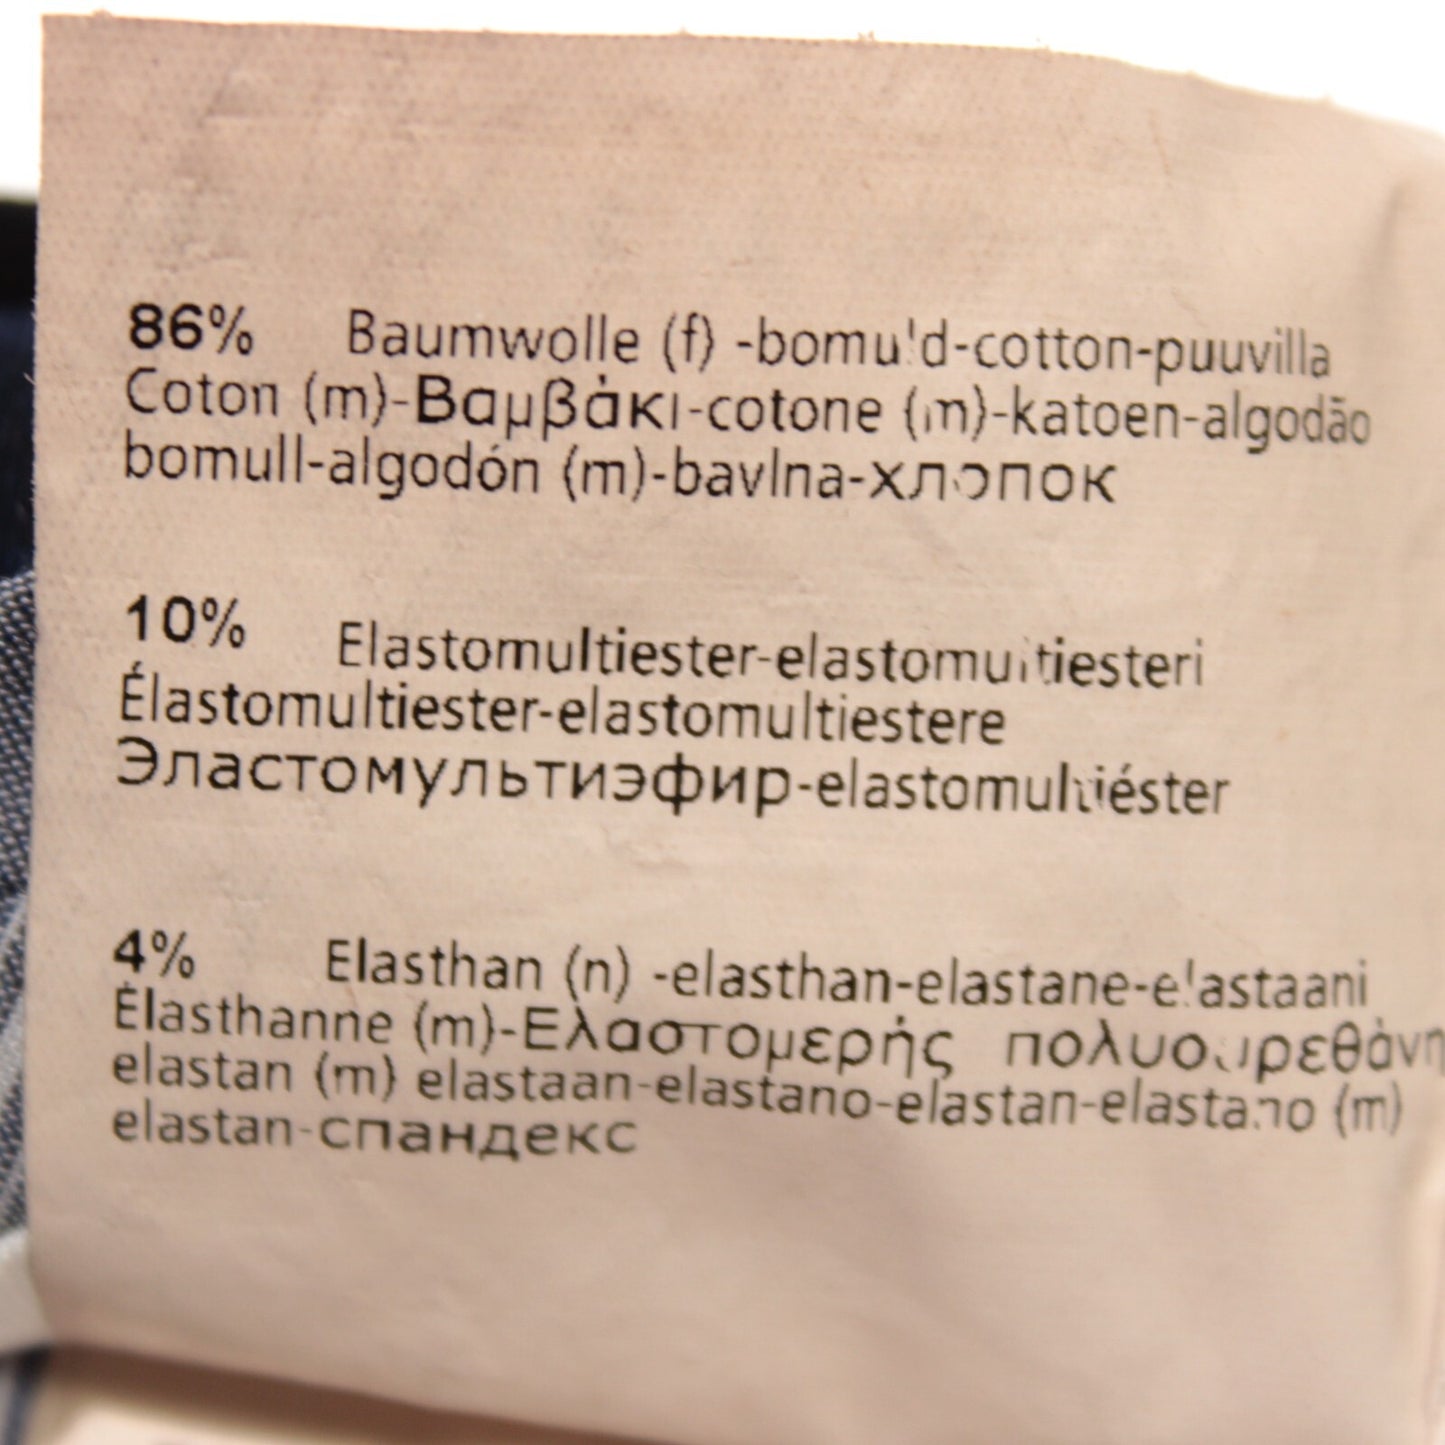 86% Baumwolle (f) -bomuld-cotton-puuvilla
Coton (m)-Βαμβάκι-cotone (m)-katoen-algodão
bomull-algodón (m)-bavlna-хлопок
10% Elastomultiester-elastomultiesteri
Élastomultiester-elastomultiestere
Эластомультиэфир-elastomultiéster
4% Elasthan (n) -elasthan-elastane-elastaani
Élasthanne (m)-Ελαστομερής πολυουρεθάνη
elastan (m) elastaan-elastano-elastan-elastano (m)
elastan-спандекс